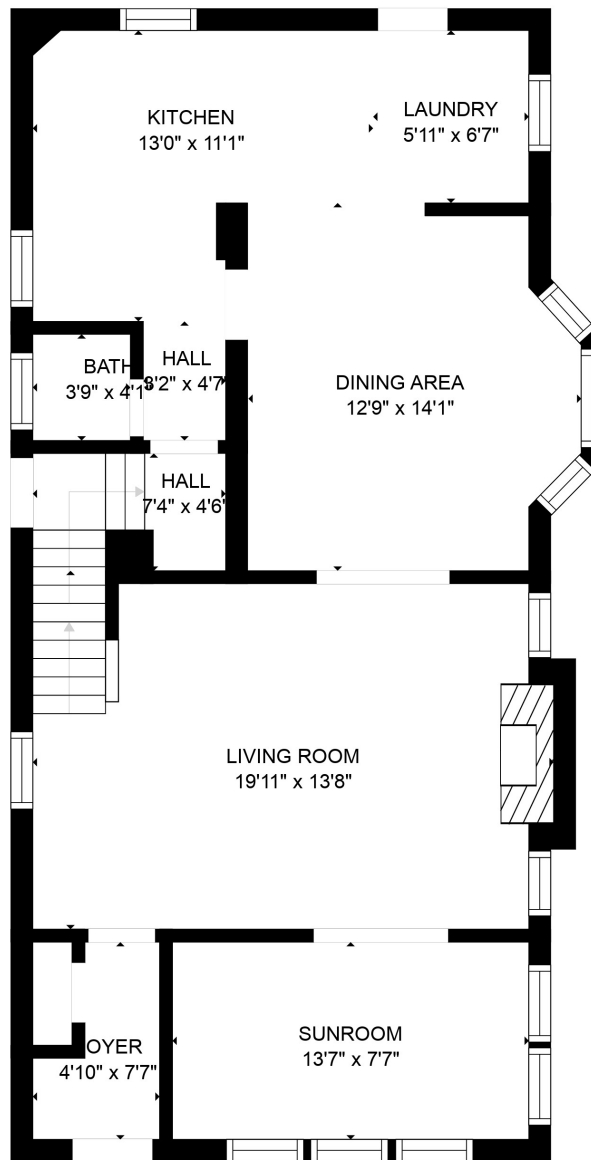 KITCHEN
13'0" x 11'1"
LAUNDRY
5'11" x 6'7"
BATH
3'9" x 4'1"
HALL
3'2" x 4'7"
DINING AREA
12'9" x 14'1"
HALL
7'4" x 4'6"
LIVING ROOM
19'11" x 13'8"
OYER
4'10" x 7'7"
SUNROOM
13'7" x 7'7"